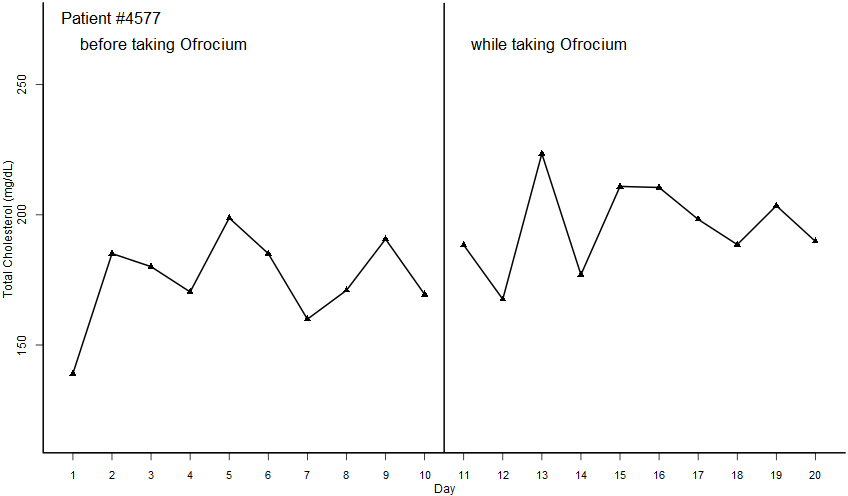 Patient #4577
before taking Ofrocium
while taking Ofrocium
Total Cholesterol (mg/dL)
250
200
150
1 2 3 4 5 6 7 8 9 10 11 12 13 14 15 16 17 18 19 20
Day